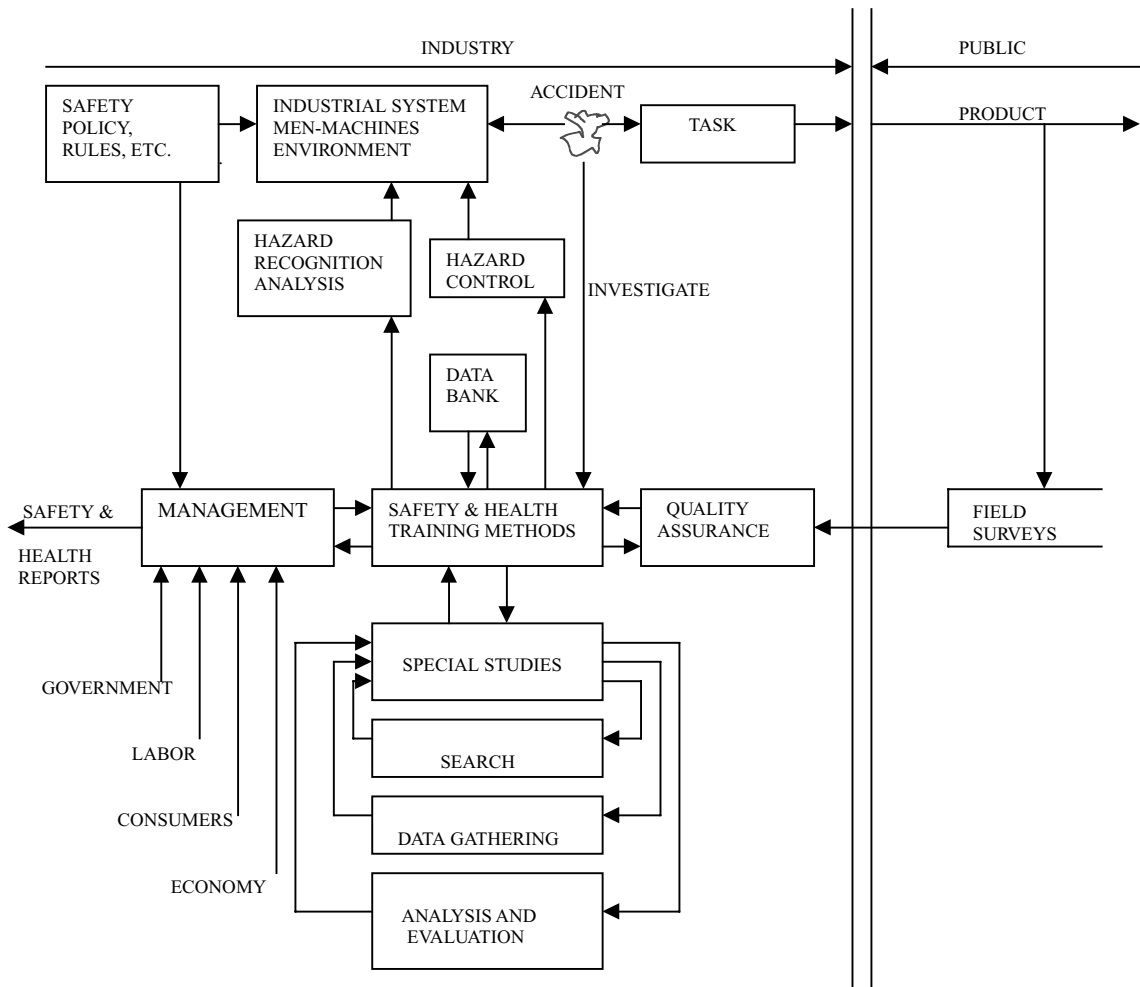 INDUSTRY
PUBLIC
ACCIDENT
SAFETY
POLICY,
RULES, ETC.
INDUSTRIAL SYSTEM
MEN-MACHINES
ENVIRONMENT
TASK
PRODUCT
HAZARD
RECOGNITION
ANALYSIS
HAZARD
CONTROL
INVESTIGATE
DATA
BANK
SAFETY &
HEALTH
REPORTS
MANAGEMENT
SAFETY & HEALTH
TRAINING METHODS
QUALITY
ASSURANCE
FIELD
SURVEYS
SPECIAL STUDIES
GOVERNMENT
LABOR
SEARCH
CONSUMERS
DATA GATHERING
ECONOMY
ANALYSIS AND
EVALUATION